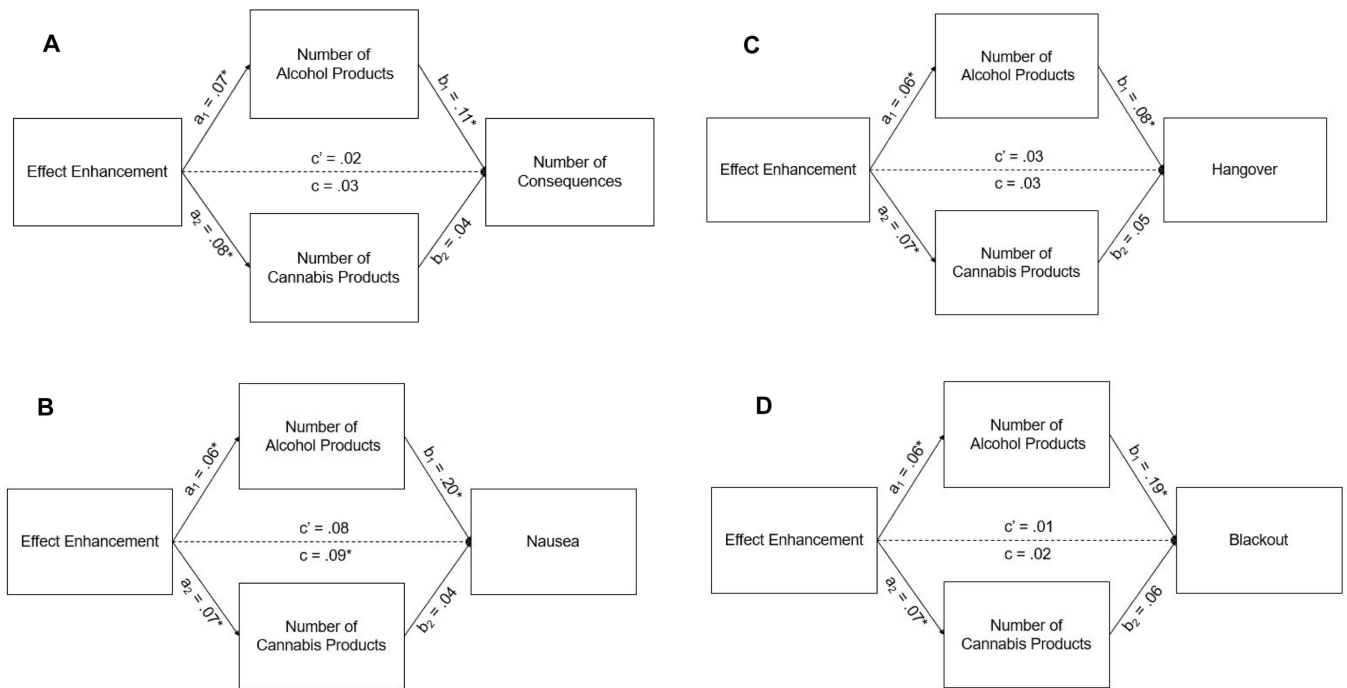 A
Number of
Alcohol Products
a₁ = .07*
b₁ = .11*
Effect Enhancement
c' = .02
c = .03
Number of
Consequences
a₂ = .08*
b₂ = .04
Number of
Cannabis Products
B
Number of
Alcohol Products
a₁ = .06*
b₁ = .20*
Effect Enhancement
c' = .08
c = .09*
Nausea
a₂ = .07*
b₂ = .04
Number of
Cannabis Products
C
Number of
Alcohol Products
a₁ = .06*
b₁ = .08*
Effect Enhancement
c' = .03
c = .03
Hangover
a₂ = .07*
b₂ = .05
Number of
Cannabis Products
D
Number of
Alcohol Products
a₁ = .06*
b₁ = .19*
Effect Enhancement
c' = .01
c = .02
Blackout
a₂ = .07*
b₂ = .06
Number of
Cannabis Products